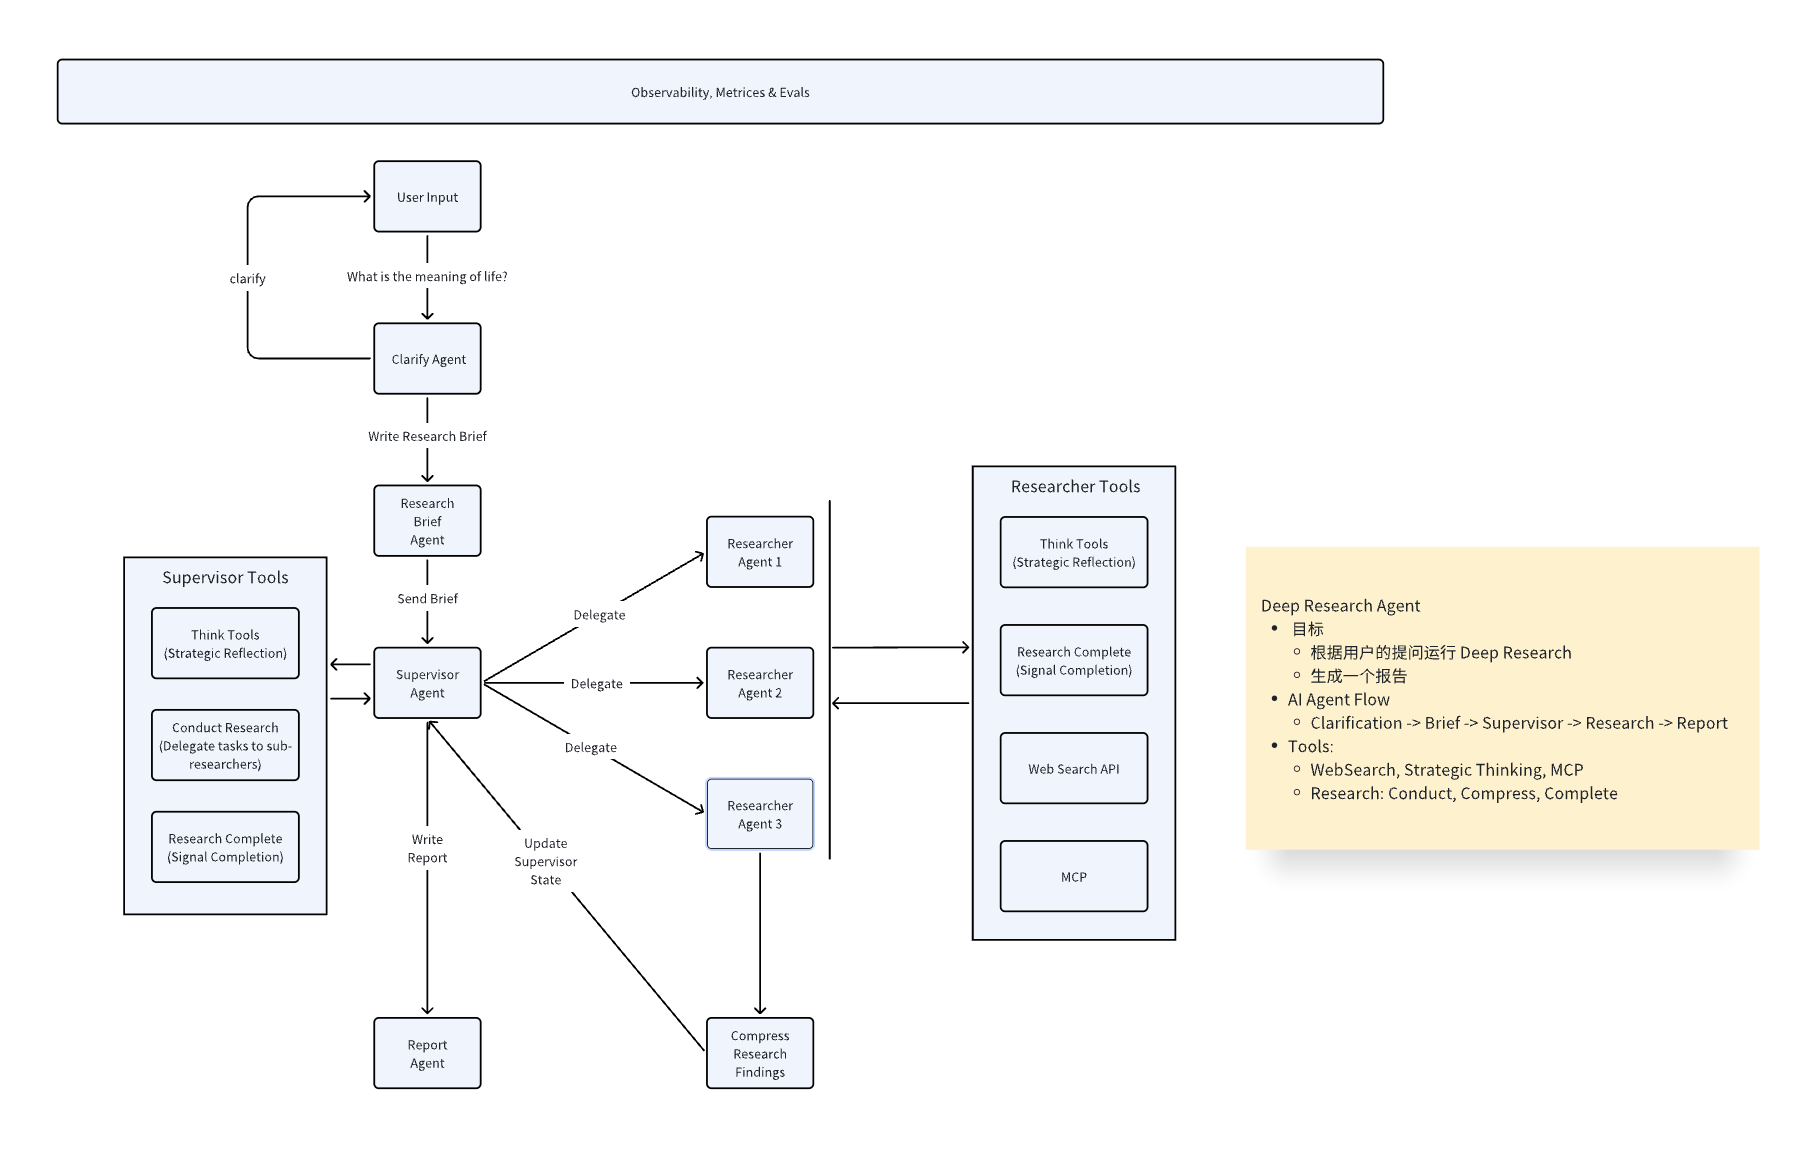 Observability, Metrices & Evals
User Input
clarify
What is the meaning of life?
Clarify Agent
Write Research Brief
Research
Brief
Agent
Send Brief
Supervisor Tools
Think Tools
(Strategic Reflection)
Conduct Research
(Delegate tasks to sub-
researchers)
Research Complete
(Signal Completion)
Supervisor
Agent
Delegate
Delegate
Delegate
Researcher
Agent 1
Researcher
Agent 2
Researcher
Agent 3
Write
Report
Update
Supervisor
State
Report
Agent
Compress
Research
Findings
Researcher Tools
Think Tools
(Strategic Reflection)
Research Complete
(Signal Completion)
Web Search API
MCP
Deep Research Agent
• 目标
○ 根据用户的提问运行 Deep Research
○ 生成一个报告
• AI Agent Flow
○ Clarification -> Brief -> Supervisor -> Research -> Report
• Tools:
○ WebSearch, Strategic Thinking, MCP
○ Research: Conduct, Compress, Complete